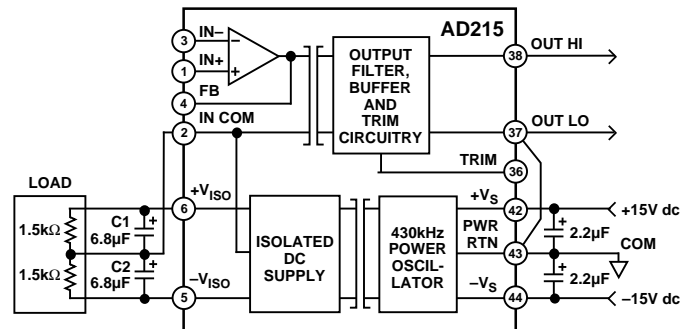 AD215
3
IN–
–
1
IN+
+
4
FB
2
IN COM
OUTPUT
FILTER,
BUFFER
AND
TRIM
CIRCUITRY
38
OUT HI
37
OUT LO
TRIM
36
LOAD
1.5kΩ
1.5kΩ
C1
+
6.8µF
C2
+
6.8µF
+VISO
6
–VISO
5
ISOLATED
DC
SUPPLY
430kHz
POWER
OSCIL-
LATOR
+VS
42
PWR
RTN
43
–VS
44
+15V dc
+
2.2µF
COM
+
2.2µF
–15V dc